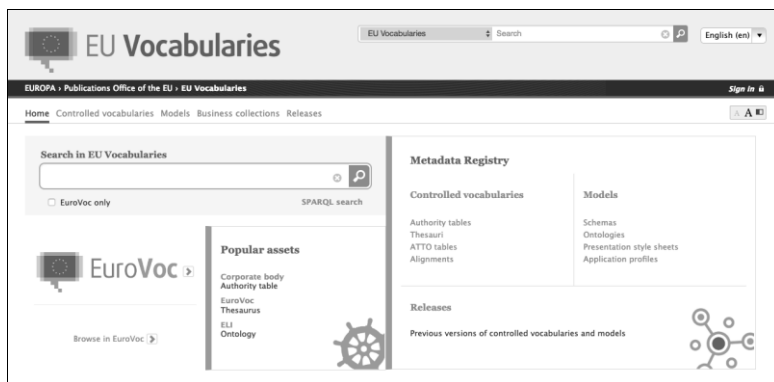 EU Vocabularies
EU Vocabularies
Search
English (en)
EUROPA › Publications Office of the EU › EU Vocabularies
Sign in
Home Controlled vocabularies Models Business collections Releases
A A
Search in EU Vocabularies
EuroVoc only
SPARQL search
EuroVoc
Browse in EuroVoc
Popular assets
Corporate body
Authority table
EuroVoc
Thesaurus
ELI
Ontology
Metadata Registry
Controlled vocabularies
Authority tables
Thesauri
ATTO tables
Alignments
Models
Schemas
Ontologies
Presentation style sheets
Application profiles
Releases
Previous versions of controlled vocabularies and models